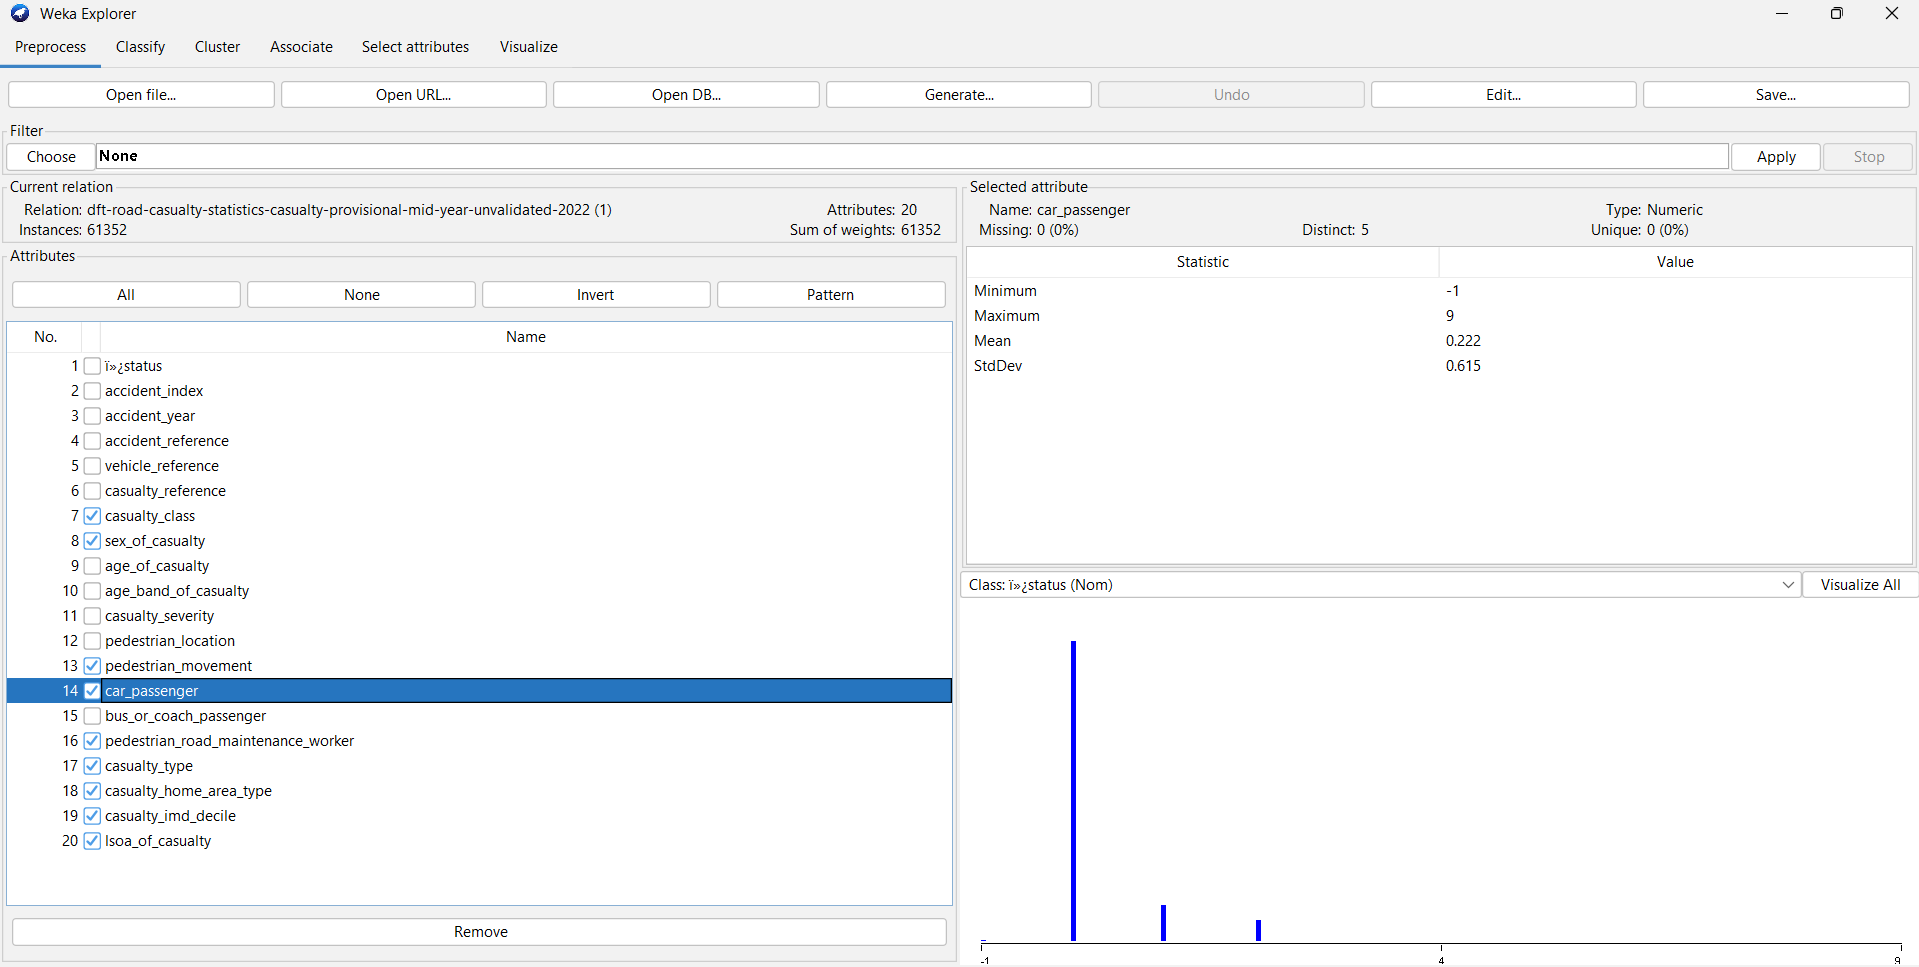 Weka Explorer
Preprocess Classify Cluster Associate Select attributes Visualize
Open file... Open URL... Open DB... Generate... Undo Edit... Save...
Filter
Choose None Apply Stop
Current relation
Relation: dft-road-casualty-statistics-casualty-provisional-mid-year-unvalidated-2022 (1) Attributes: 20
Instances: 61352 Sum of weights: 61352
Attributes
All None Invert Pattern
No. Name
1 ï»¿status
2 accident_index
3 accident_year
4 accident_reference
5 vehicle_reference
6 casualty_reference
7 casualty_class
8 sex_of_casualty
9 age_of_casualty
10 age_band_of_casualty
11 casualty_severity
12 pedestrian_location
13 pedestrian_movement
14 car_passenger
15 bus_or_coach_passenger
16 pedestrian_road_maintenance_worker
17 casualty_type
18 casualty_home_area_type
19 casualty_imd_decile
20 lsoa_of_casualty
Remove
Selected attribute
Name: car_passenger Type: Numeric
Missing: 0 (0%) Distinct: 5 Unique: 0 (0%)
Statistic Value
Minimum -1
Maximum 9
Mean 0.222
StdDev 0.615
Class: ï»¿status (Nom) Visualize All
-1 4 9